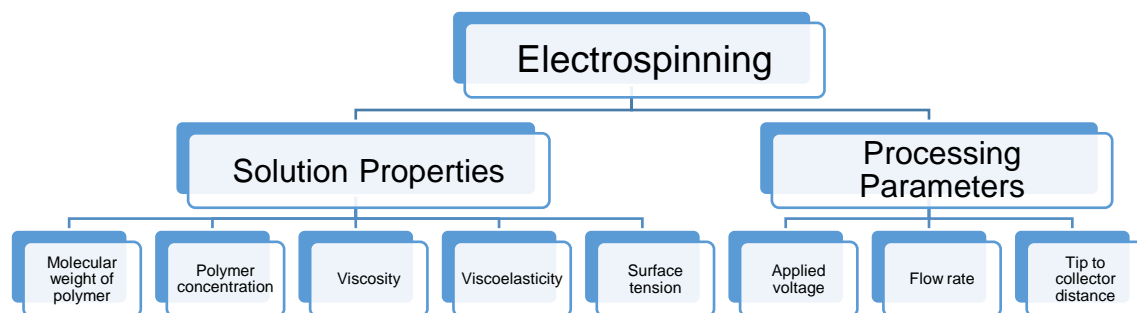 Electrospinning
Solution Properties
Processing
Parameters
Molecular
weight of
polymer
Polymer
concentration
Viscosity
Viscoelasticity
Surface
tension
Applied
voltage
Flow rate
Tip to
collector
distance